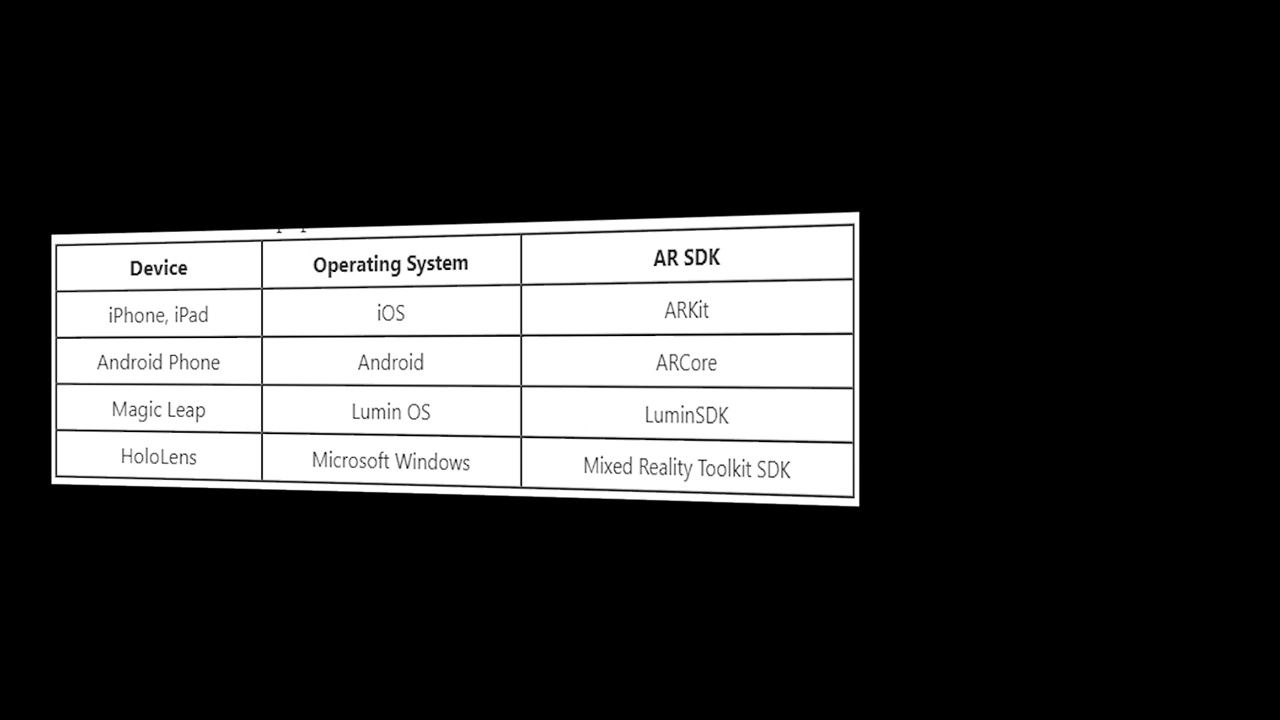 Device Operating System AR SDK
iPhone, iPad iOS ARKit
Android Phone Android ARCore
Magic Leap Lumin OS LuminSDK
HoloLens Microsoft Windows Mixed Reality Toolkit SDK